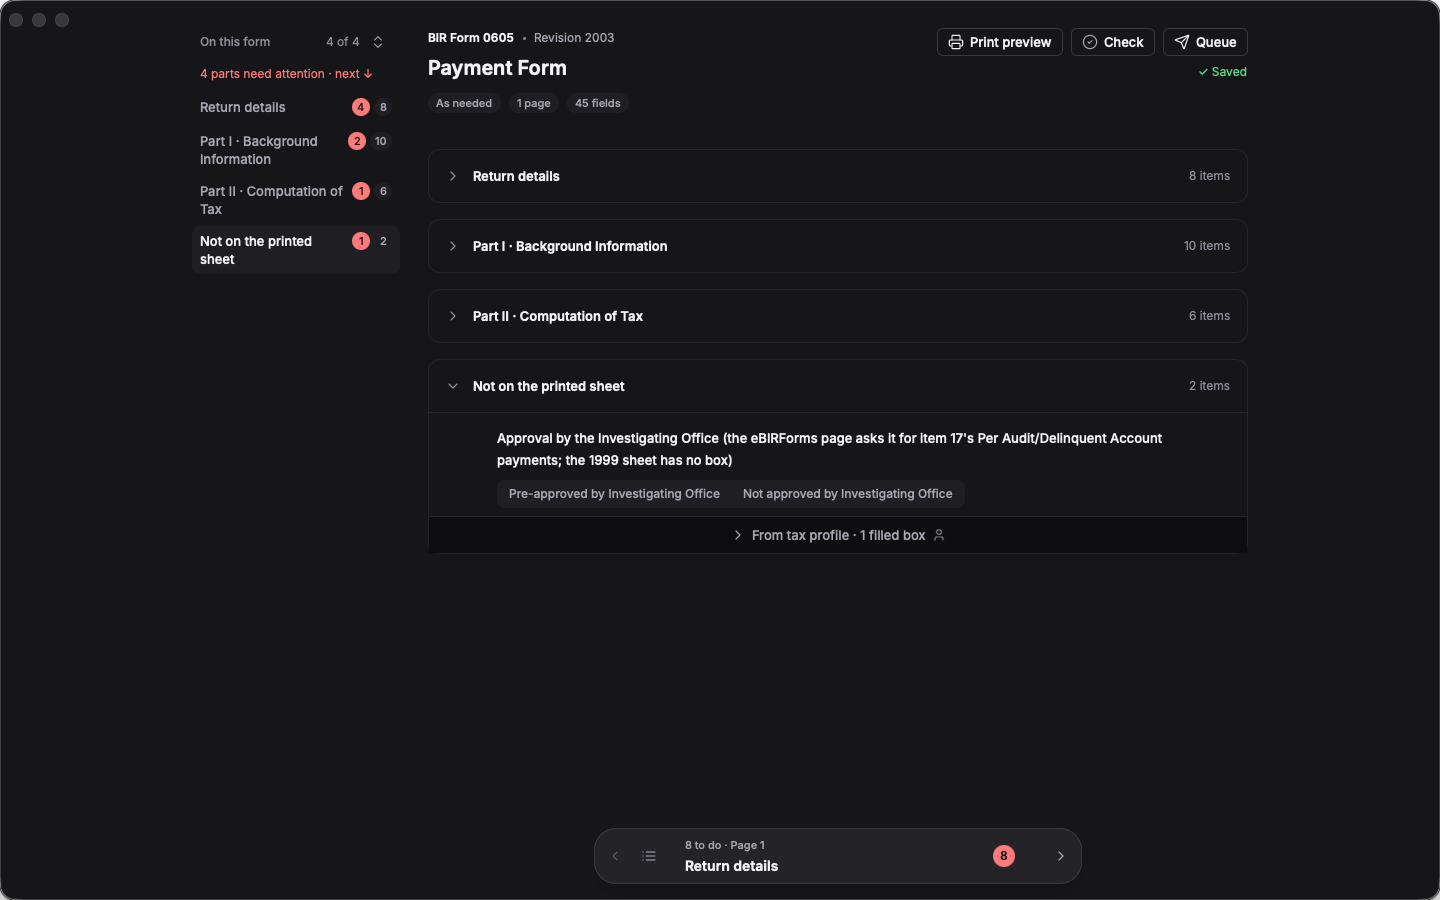 On this form
4 of 4
4 parts need attention · next ↓
Return details
4
8
Part I · Background
Information
2
10
Part II · Computation of
Tax
1
6
Not on the printed
sheet
1
2
BIR Form 0605 • Revision 2003
Payment Form
As needed
1 page
45 fields
Print preview
Check
Queue
✓ Saved
Return details
8 items
Part I · Background Information
10 items
Part II · Computation of Tax
6 items
Not on the printed sheet
2 items
Approval by the Investigating Office (the eBIRForms page asks it for item 17's Per Audit/Delinquent Account
payments; the 1999 sheet has no box)
Pre-approved by Investigating Office
Not approved by Investigating Office
From tax profile · 1 filled box
8 to do · Page 1
Return details
8